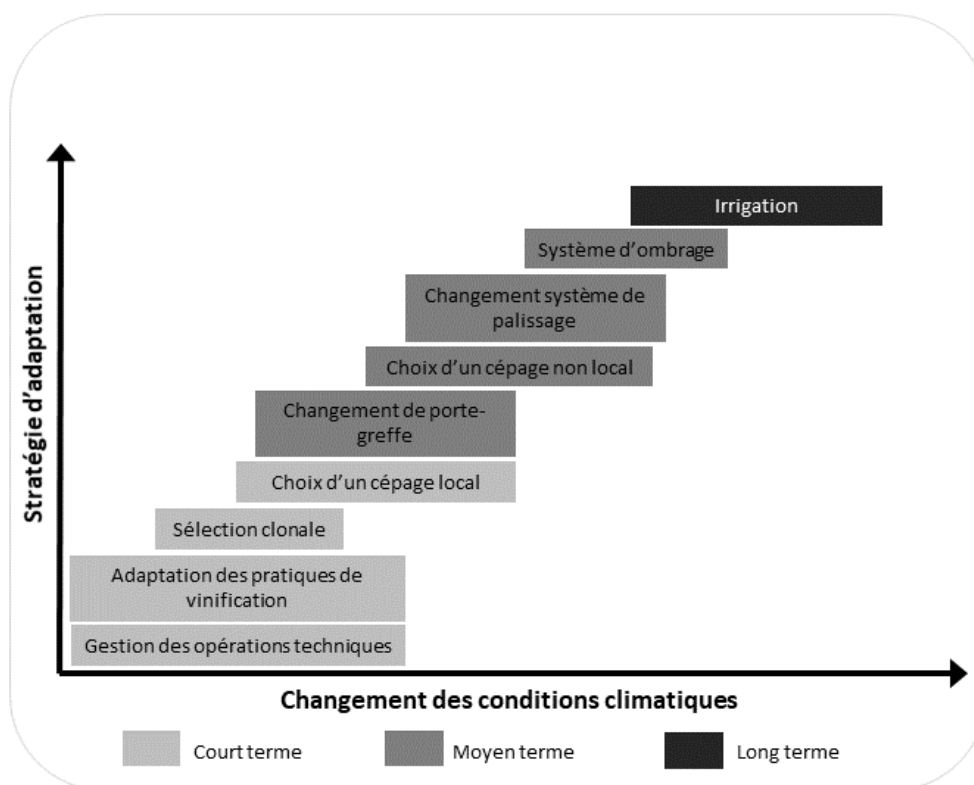 Irrigation
Système d'ombrage
Changement système de
palissage
Choix d'un cépage non local
Changement de porte-
greffe
Choix d'un cépage local
Sélection clonale
Adaptation des pratiques de
vinification
Gestion des opérations techniques
Stratégie d'adaptation
Changement des conditions climatiques
Court terme
Moyen terme
Long terme